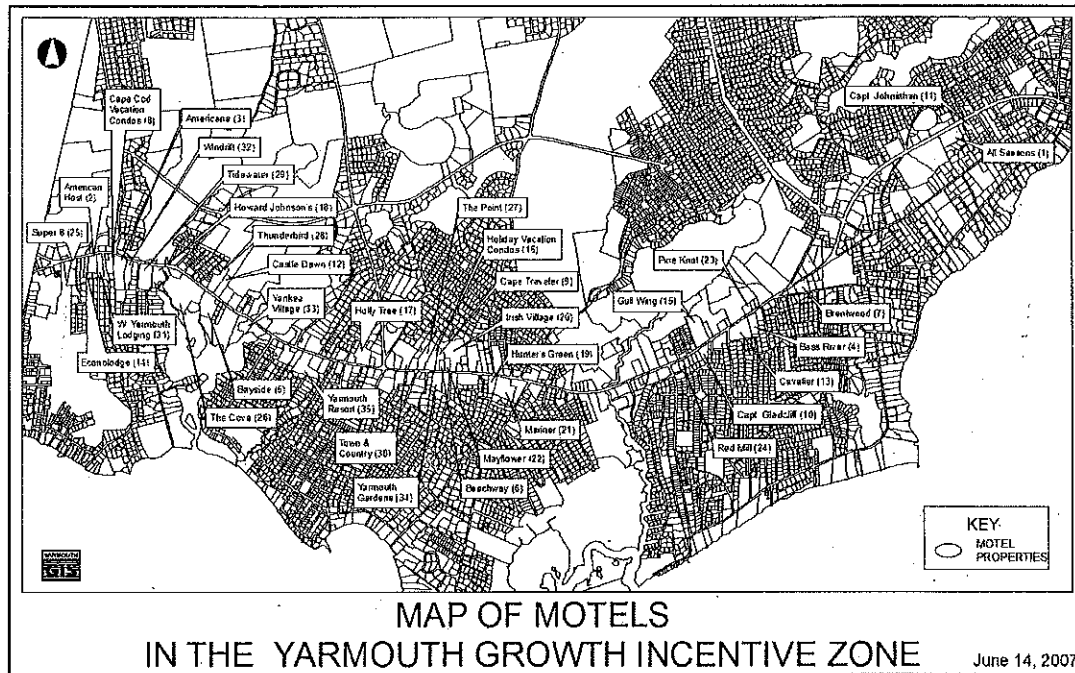 Cape Cod
Vacation
Condos (8)
Americana (3)
Windrift (32)
Tidewater (29)
American
Host (2)
Howard Johnson's (18)
Super 8 (25)
Thunderbird (28)
Castle Dawn (12)
Yankee
Village (33)
Holly Tree (17)
The Point (27)
Holiday Vacation
Condos (16)
Cape Traveler (9)
Irish Village (20)
Hunter's Green (19)
Capt Johnathan (11)
All Seasons (1)
Pine Knot (23)
Gull Wing (15)
Brentwood (7)
Bass River (4)
Cavalier (13)
Capt Gladcliff (10)
Red Mill (24)
W Yarmouth
Lodging (31)
Econolodge (14)
Bayside (5)
The Cove (26)
Yarmouth
Resort (35)
Town &
Country (30)
Yarmouth
Gardens (34)
Mariner (21)
Mayflower (22)
Beachway (6)
KEY
MOTEL
PROPERTIES
YARMOUTH
GIS
MAP OF MOTELS
IN THE YARMOUTH GROWTH INCENTIVE ZONE
June 14, 2007